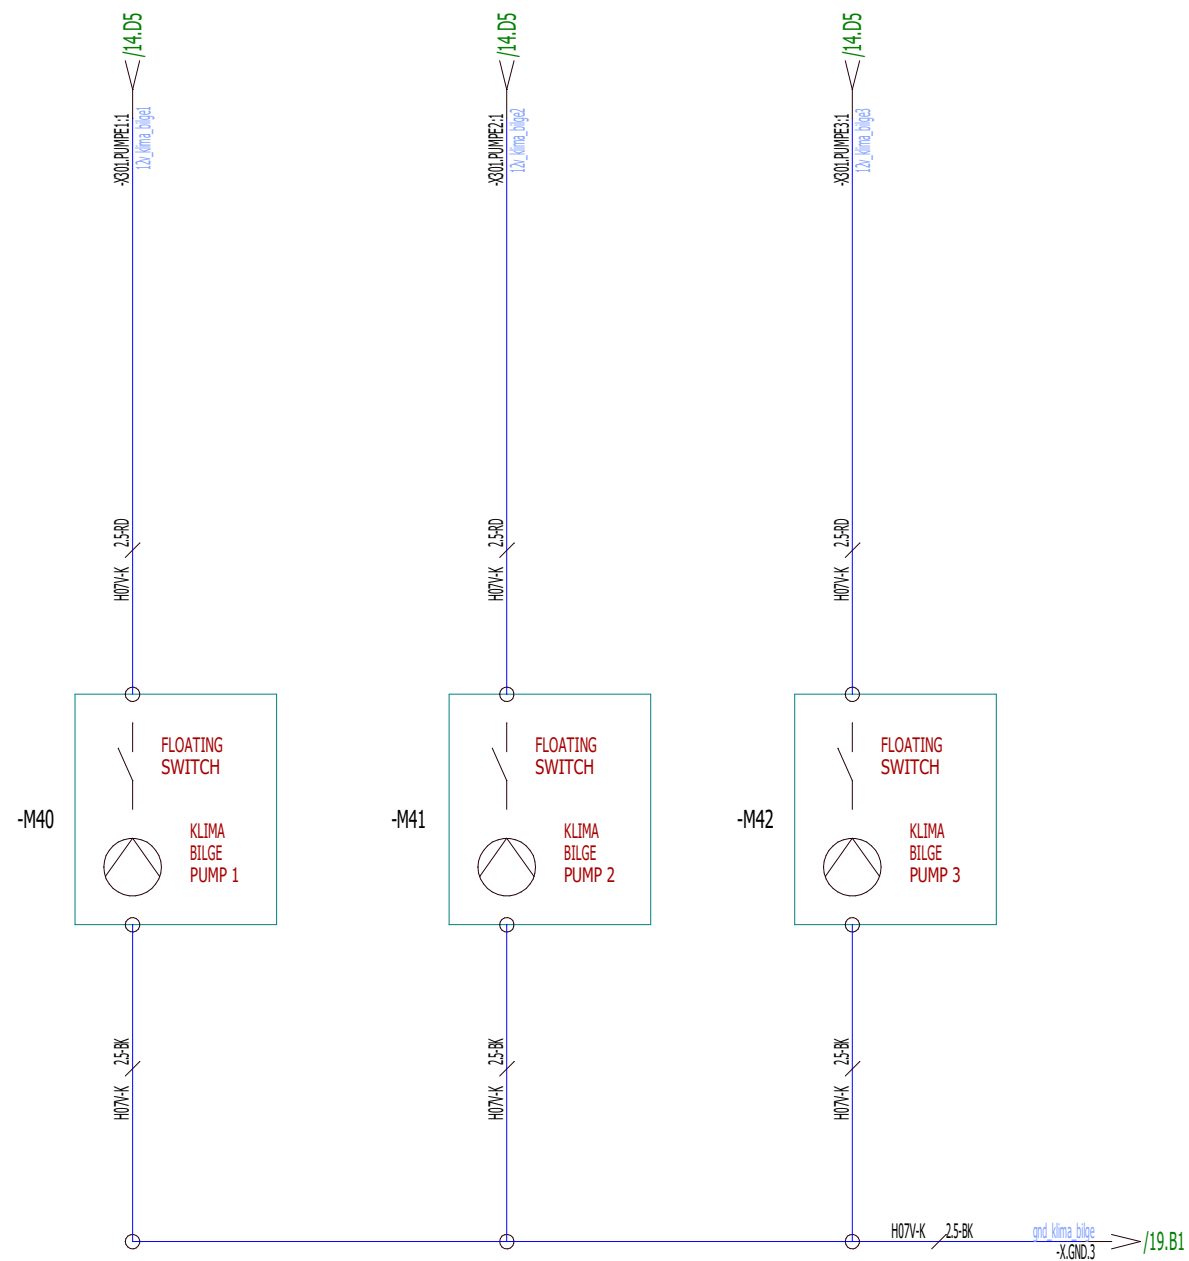 /14.D5
/14.D5
/14.D5
-X301.PUMPE1:1
12v_klima_bilge1
-X301.PUMPE2:1
12v_klima_bilge2
-X301.PUMPE3:1
12v_klima_bilge3
H07V-K 2.5-RD
H07V-K 2.5-RD
H07V-K 2.5-RD
-M40
FLOATING
SWITCH
KLIMA
BILGE
PUMP 1
-M41
FLOATING
SWITCH
KLIMA
BILGE
PUMP 2
-M42
FLOATING
SWITCH
KLIMA
BILGE
PUMP 3
H07V-K 2.5-BK
H07V-K 2.5-BK
H07V-K 2.5-BK
H07V-K 2.5-BK
gnd_klima_bilge
-X.GND.3
/19.B1